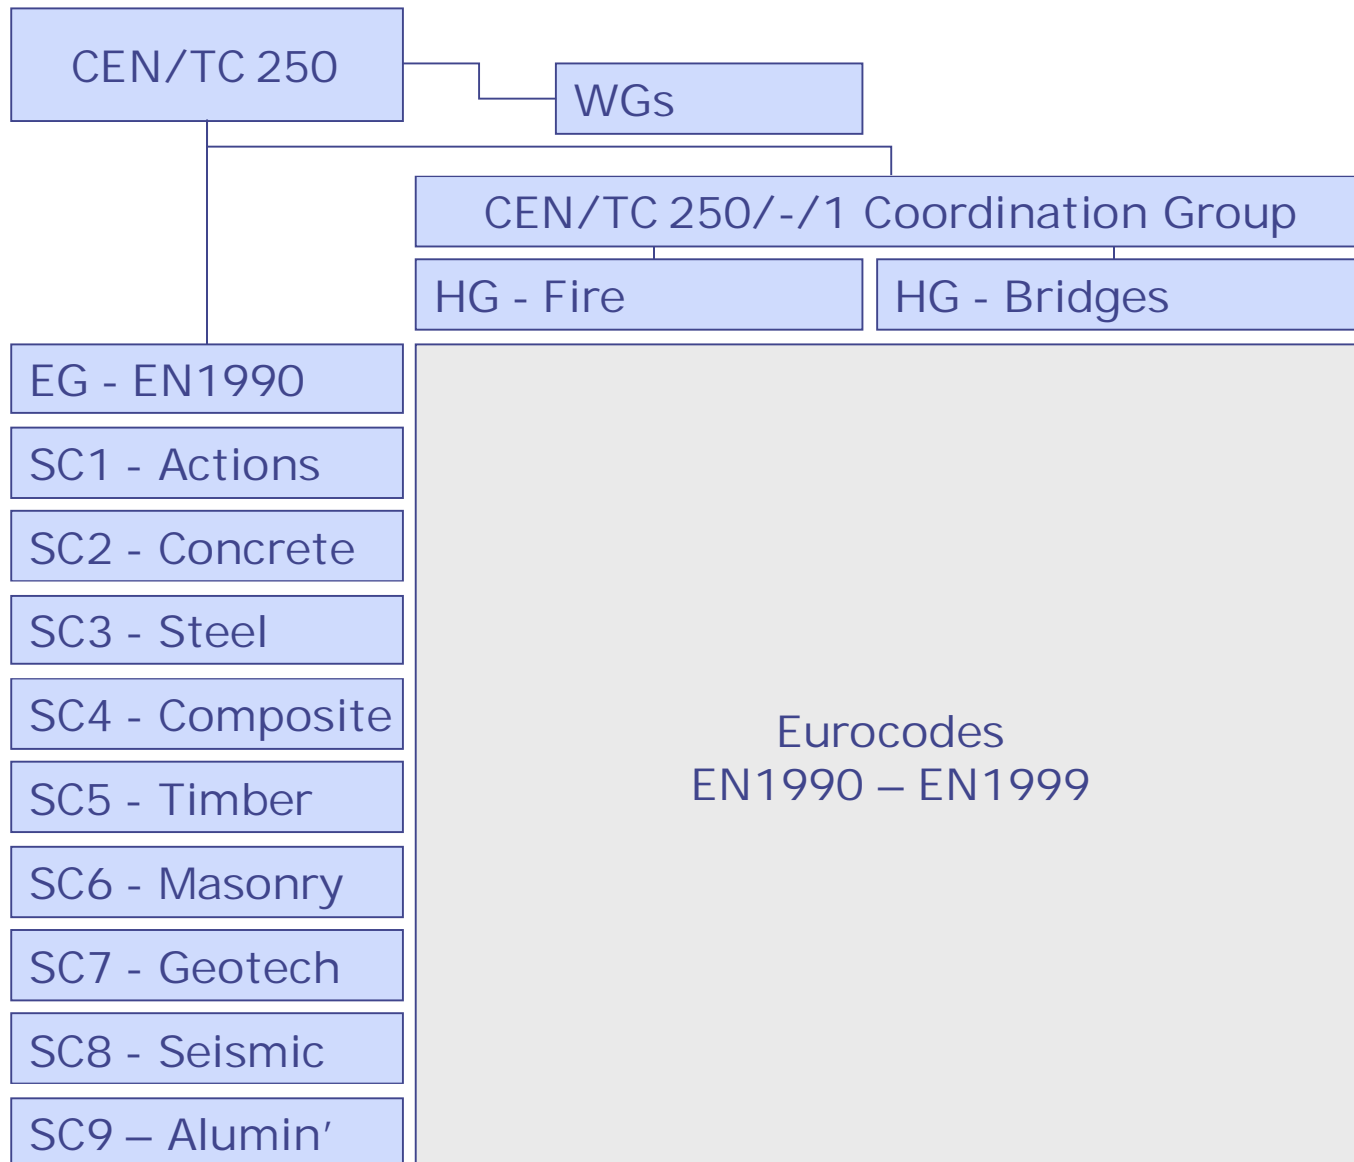 CEN/TC 250
WGs
CEN/TC 250/-/1 Coordination Group
HG - Fire
HG - Bridges
EG - EN1990
SC1 - Actions
SC2 - Concrete
SC3 - Steel
SC4 - Composite
SC5 - Timber
SC6 - Masonry
SC7 - Geotech
SC8 - Seismic
SC9 – Alumin’
Eurocodes
EN1990 – EN1999